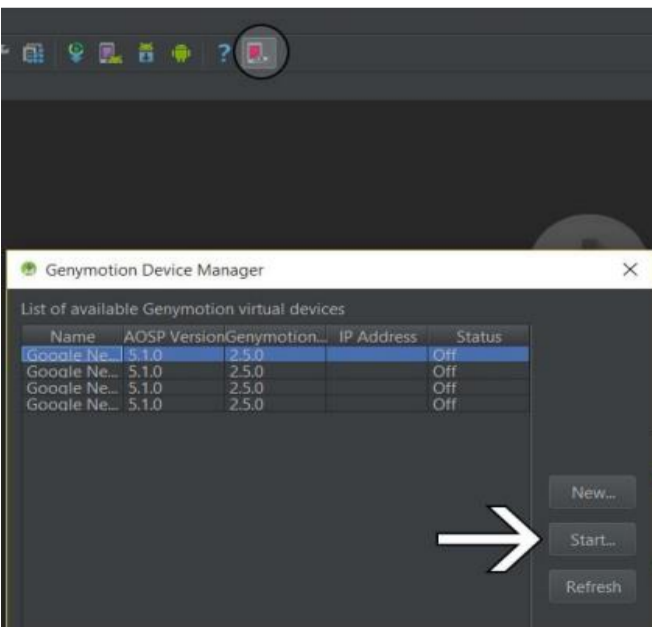 ?
Genymotion Device Manager
List of available Genymotion virtual devices
Name AOSP Version Genymotion... IP Address Status
Google Ne... 5.1.0 2.5.0 Off
Google Ne... 5.1.0 2.5.0 Off
Google Ne... 5.1.0 2.5.0 Off
Google Ne... 5.1.0 2.5.0 Off
New...
Start...
Refresh